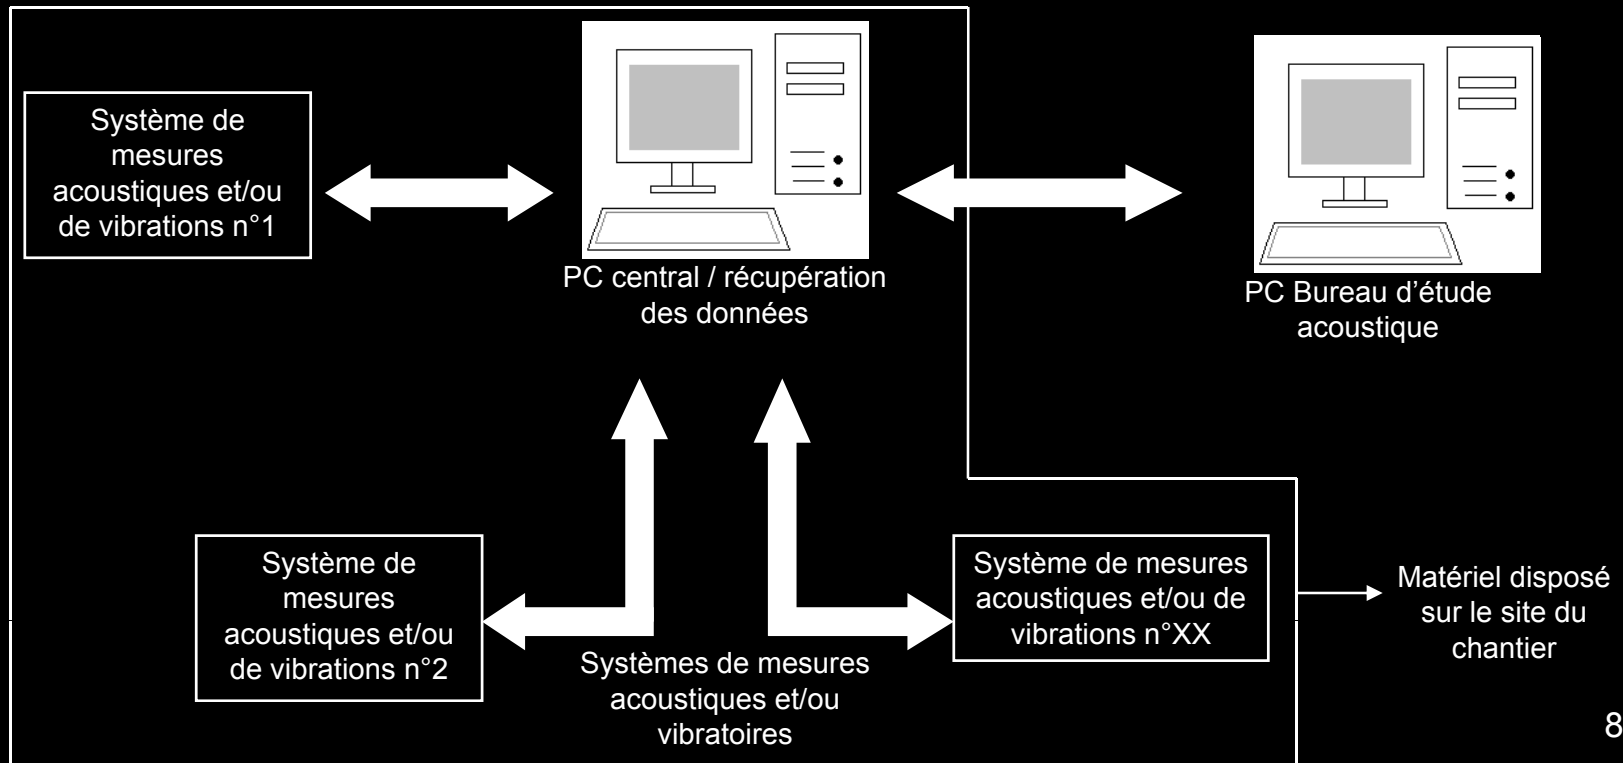 Système de
mesures
acoustiques et/ou
de vibrations n°1
PC central / récupération
des données
PC Bureau d’étude
acoustique
Système de
mesures
acoustiques et/ou
de vibrations n°2
Systèmes de mesures
acoustiques et/ou
vibratoires
Système de mesures
acoustiques et/ou de
vibrations n°XX
Matériel disposé
sur le site du
chantier
8